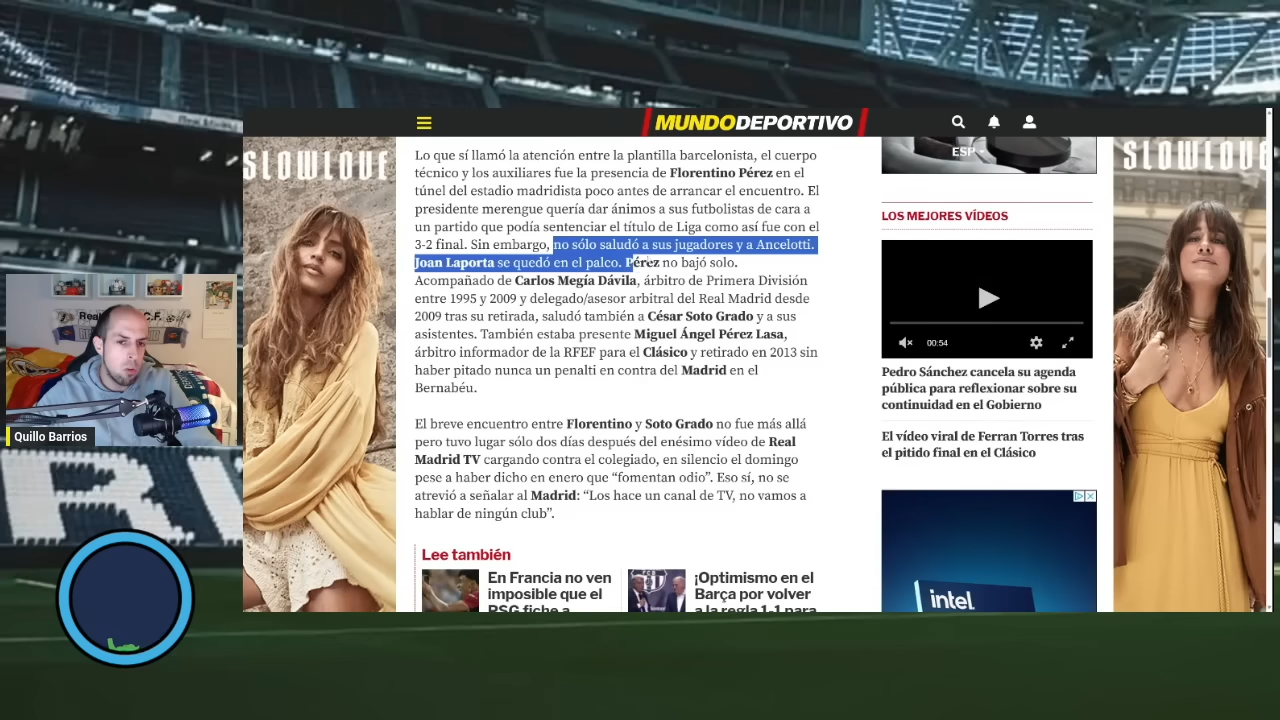 MUNDODEPORTIVO
SLOWLOVE
SLOWLOVE
Lo que sí llamó la atención entre la plantilla barcelonista, el cuerpo
técnico y los auxiliares fue la presencia de Florentino Pérez en el
túnel del estadio madridista poco antes de arrancar el encuentro. El
presidente merengue quería dar ánimos a sus futbolistas de cara a
un partido que podía sentenciar el título de Liga como así fue con el
3-2 final. Sin embargo, no sólo saludó a sus jugadores y a Ancelotti.
Joan Laporta se quedó en el palco. Pérez no bajó solo.
Acompañado de Carlos Megía Dávila, árbitro de Primera División
entre 1995 y 2009 y delegado/asesor arbitral del Real Madrid desde
2009 tras su retirada, saludó también a César Soto Grado y a sus
asistentes. También estaba presente Miguel Ángel Pérez Lasa,
árbitro informador de la RFEF para el Clásico y retirado en 2013 sin
haber pitado nunca un penalti en contra del Madrid en el
Bernabéu.
El breve encuentro entre Florentino y Soto Grado no fue más allá
pero tuvo lugar sólo dos días después del enésimo vídeo de Real
Madrid TV cargando contra el colegiado, en silencio el domingo
pese a haber dicho en enero que “fomentan odio”. Eso sí, no se
atrevió a señalar al Madrid: “Los hace un canal de TV, no vamos a
hablar de ningún club”.
Lee también
En Francia no ven
imposible que el
PSG fiche a
¡Optimismo en el
Barça por volver
a la regla 1-1 para
ESP
LOS MEJORES VÍDEOS
00:54
Pedro Sánchez cancela su agenda
pública para reflexionar sobre su
continuidad en el Gobierno
El vídeo viral de Ferran Torres tras
el pitido final en el Clásico
intel
Quillo Barrios
RI